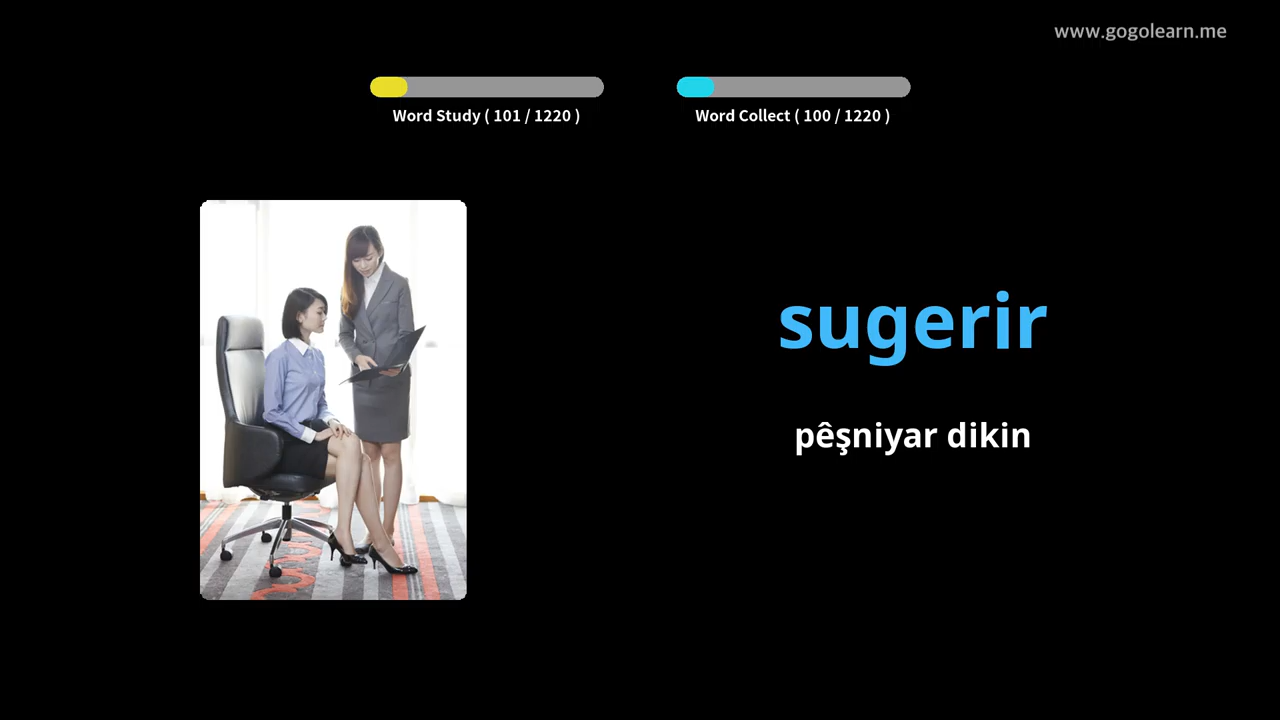 www.gogolearn.me
Word Study ( 101 / 1220 )
Word Collect ( 100 / 1220 )
sugerir
pêşniyar dikin